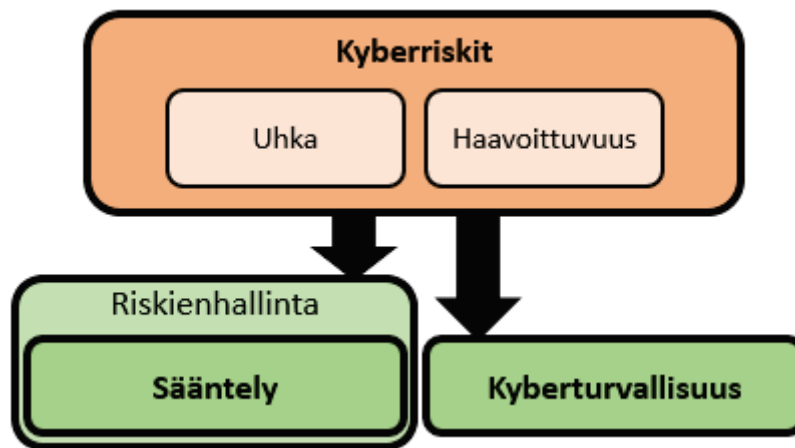 Kyberriskit
Uhka
Haavoittuvuus
Riskienhallinta
Sääntely
Kyberturvallisuus